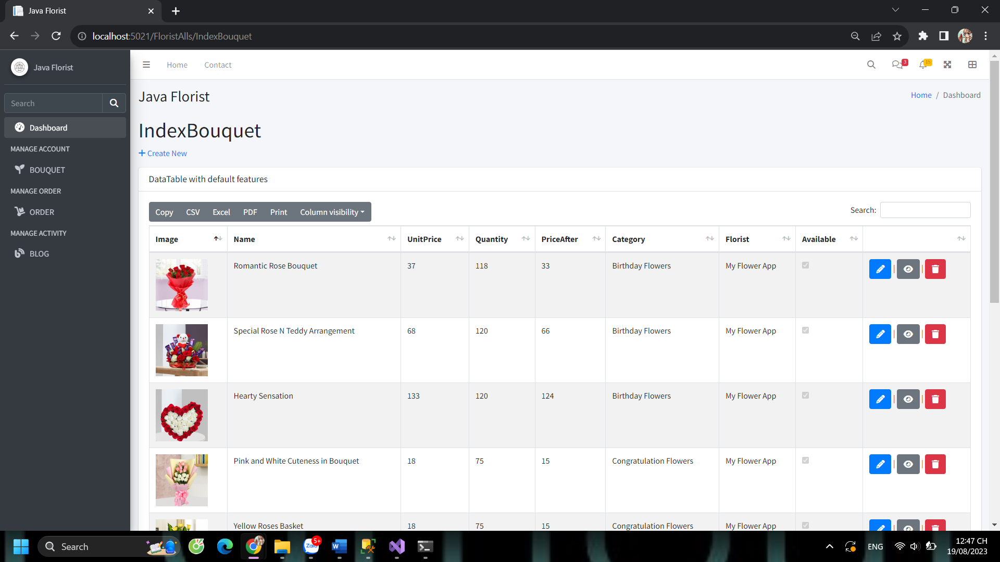 Java Florist
localhost:5021/FloristAlls/IndexBouquet
Java Florist
Search
Dashboard
MANAGE ACCOUNT
BOUQUET
MANAGE ORDER
ORDER
MANAGE ACTIVITY
BLOG
Home Contact
3 15
Java Florist
Home / Dashboard
IndexBouquet
Create New
DataTable with default features
Copy CSV Excel PDF Print Column visibility
Search:
Image Name UnitPrice Quantity PriceAfter Category Florist Available
Romantic Rose Bouquet 37 118 33 Birthday Flowers My Flower App
Special Rose N Teddy Arrangement 68 120 66 Birthday Flowers My Flower App
Hearty Sensation 133 120 124 Birthday Flowers My Flower App
Pink and White Cuteness in Bouquet 18 75 15 Congratulation Flowers My Flower App
Yellow Roses Basket 18 75 15 Congratulation Flowers My Flower App
Search
Zalo 5+
ENG
12:47 CH
19/08/2023